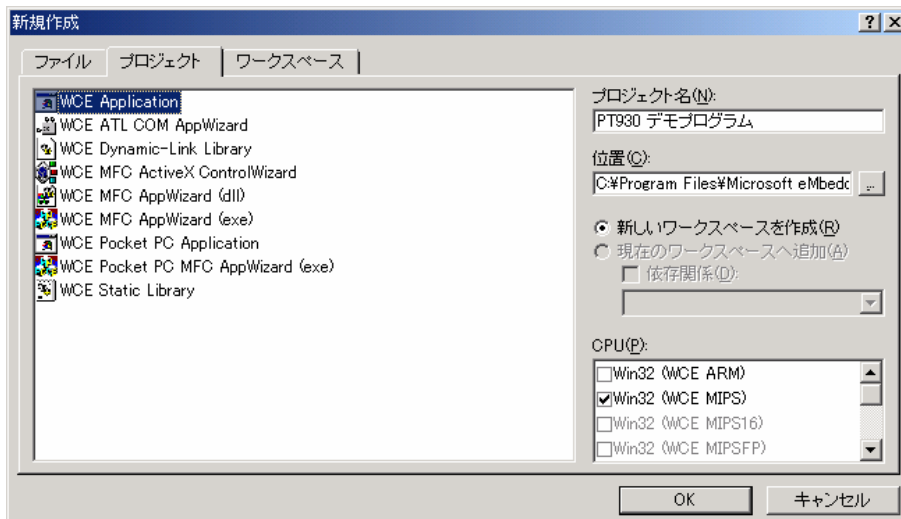 新規作成
ファイル プロジェクト ワークスペース
WCE Application
WCE ATL COM AppWizard
WCE Dynamic-Link Library
WCE MFC ActiveX ControlWizard
WCE MFC AppWizard (dll)
WCE MFC AppWizard (exe)
WCE Pocket PC Application
WCE Pocket PC MFC AppWizard (exe)
WCE Static Library
プロジェクト名(N):
PT930 デモプログラム
位置(C):
C:¥Program Files¥Microsoft eMbedc
...
新しいワークスペースを作成(R)
現在のワークスペースへ追加(A)
依存関係(D):
CPU(P):
Win32 (WCE ARM)
Win32 (WCE MIPS)
Win32 (WCE MIPS16)
Win32 (WCE MIPSFP)
OK キャンセル